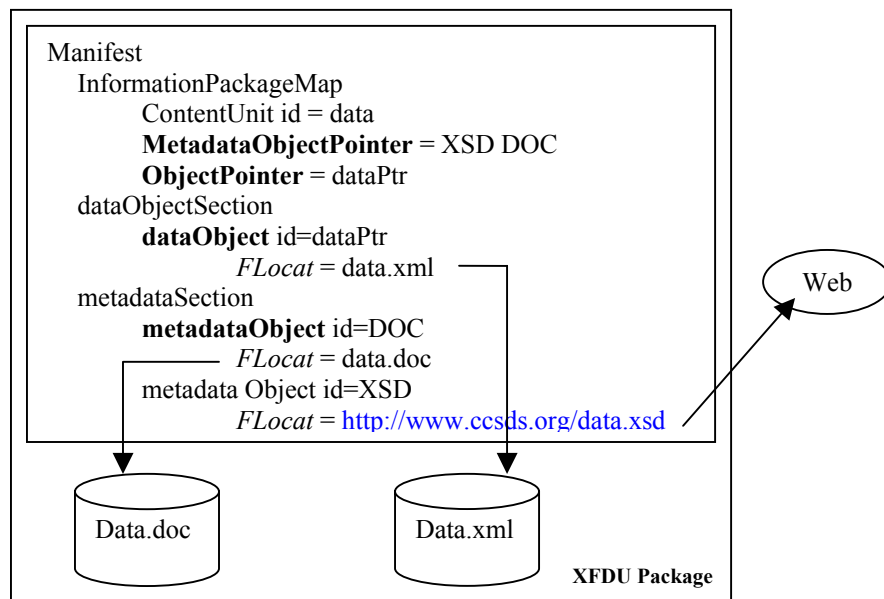 Manifest
InformationPackageMap
ContentUnit id = data
MetadataObjectPointer = XSD DOC
ObjectPointer = dataPtr
dataObjectSection
dataObject id=dataPtr
FLocat = data.xml
metadataSection
metadataObject id=DOC
FLocat = data.doc
metadata Object id=XSD
FLocat = http://www.ccsds.org/data.xsd
Web
Data.doc
Data.xml
XFDU Package